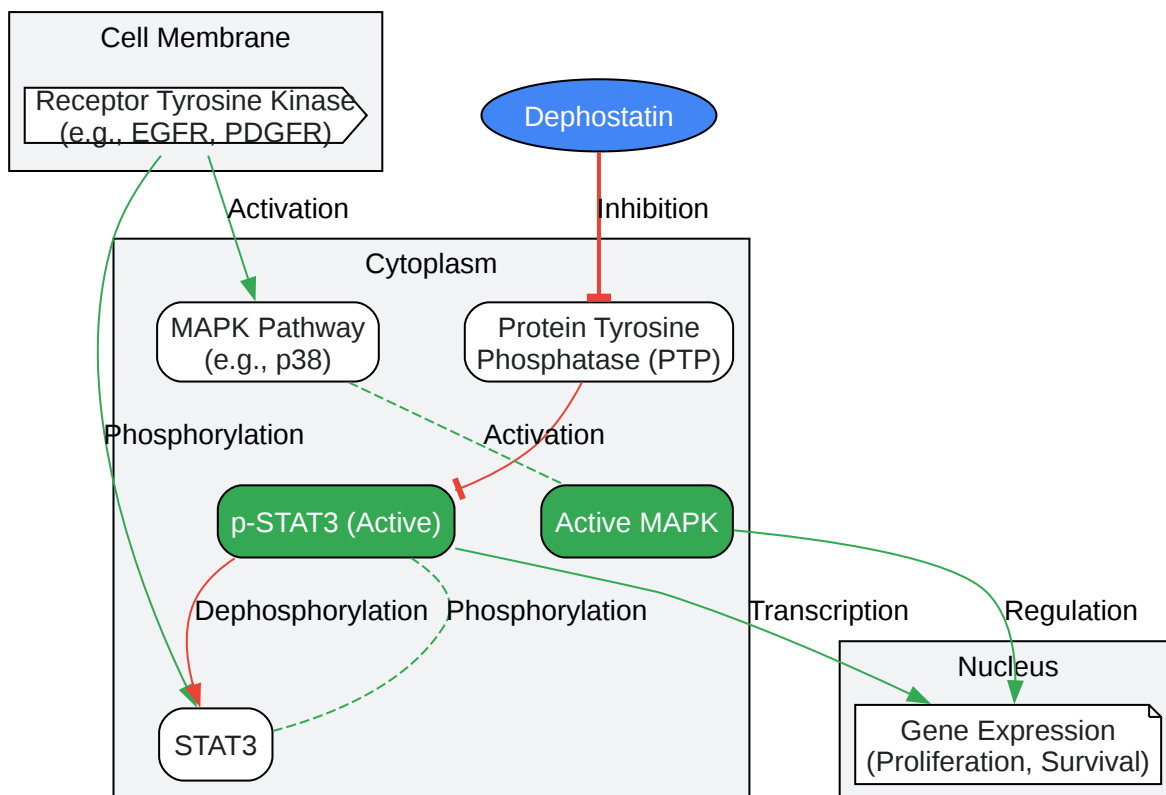 Cell Membrane
Receptor Tyrosine Kinase
(e.g., EGFR, PDGFR)
Dephostatin
Activation
Inhibition
Cytoplasm
MAPK Pathway
(e.g., p38)
Protein Tyrosine
Phosphatase (PTP)
Phosphorylation
Activation
p-STAT3 (Active)
Active MAPK
Dephosphorylation
Phosphorylation
Transcription
Regulation
Nucleus
STAT3
Gene Expression
(Proliferation, Survival)